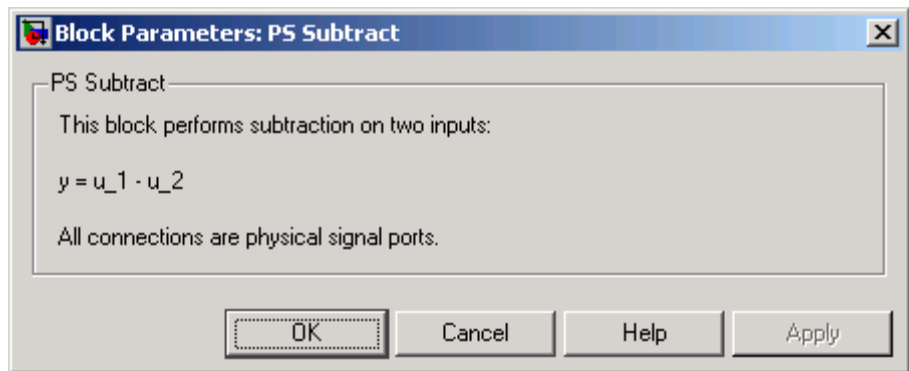 Block Parameters: PS Subtract
PS Subtract
This block performs subtraction on two inputs:
y = u_1 - u_2
All connections are physical signal ports.
OK Cancel Help Apply